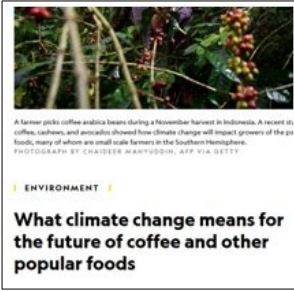 A farmer picks coffee arabica beans during a November harvest in Indonesia. A recent
coffee, cashews, and avocados showed how climate change will impact growers of the
foods, many of whom are small scale farmers in the Southern Hemisphere.
PHOTOGRAPH BY CHAIDEER MAHYUDDIN, AFP VIA GETTY
ENVIRONMENT
What climate change means for
the future of coffee and other
popular foods